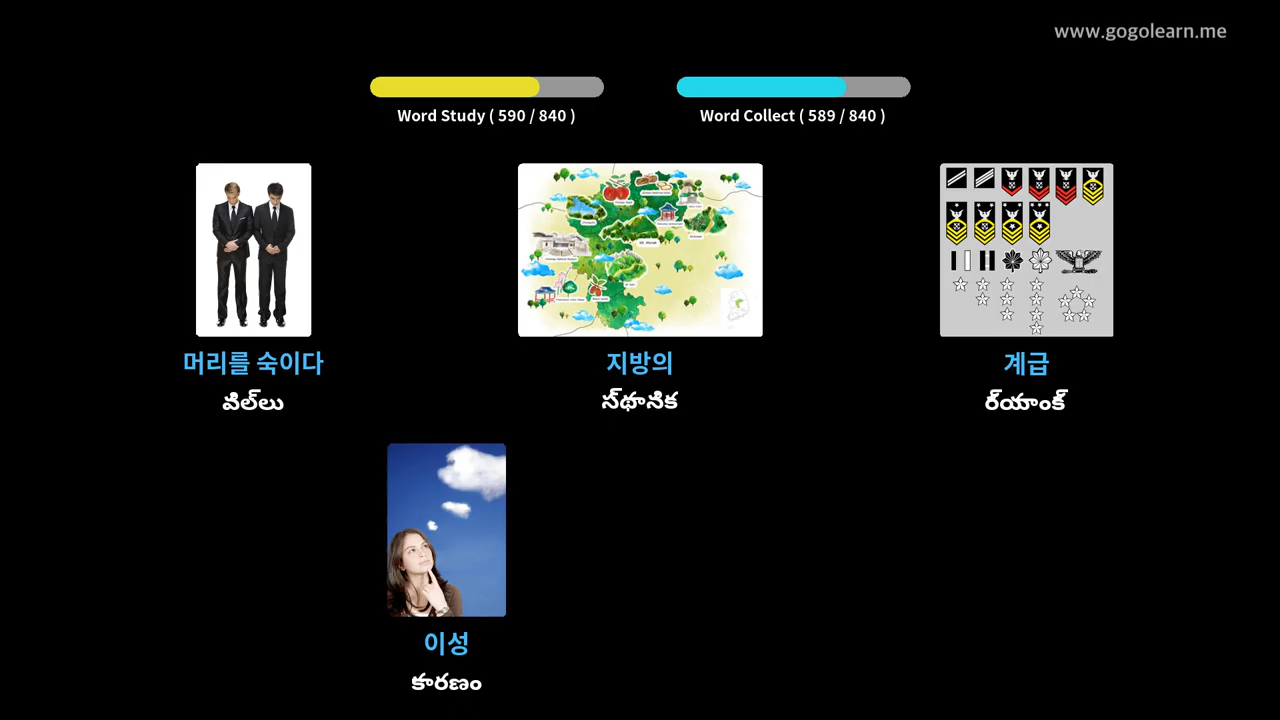 www.gogolearn.me
Word Study ( 590 / 840 )
Word Collect ( 589 / 840 )
머리를 숙이다
విల్‌లు
지방의
స్‌థానిక
계급
ర్‌యాంక్
이성
కారణం